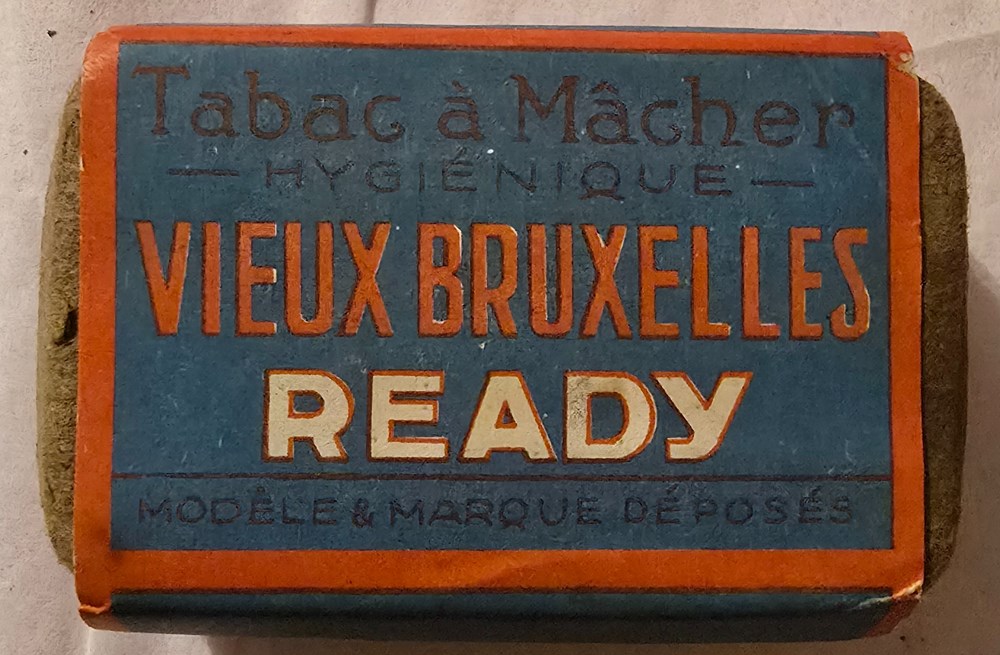 Tabac à Mâcher
— HYGIÉNIQUE —
VIEUX BRUXELLES
READY
MODÈLE & MARQUE DÉPOSÉS